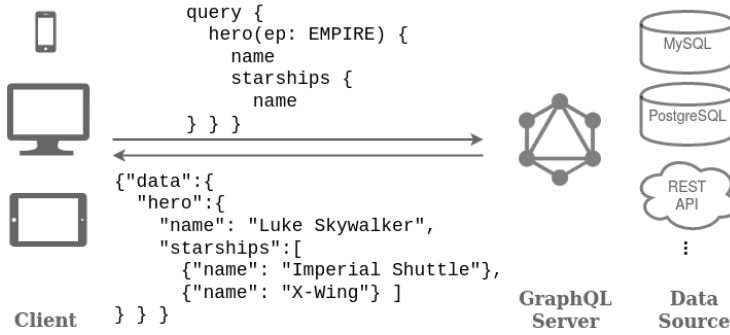 query {
  hero(ep: EMPIRE) {
    name
    starships {
      name
} } }
{"data":{
  "hero":{
    "name": "Luke Skywalker",
    "starships":[
      {"name": "Imperial Shuttle"},
      {"name": "X-Wing"} ]
} } }
Client
GraphQL
Server
MySQL
PostgreSQL
REST
API
⋮
Data
Source